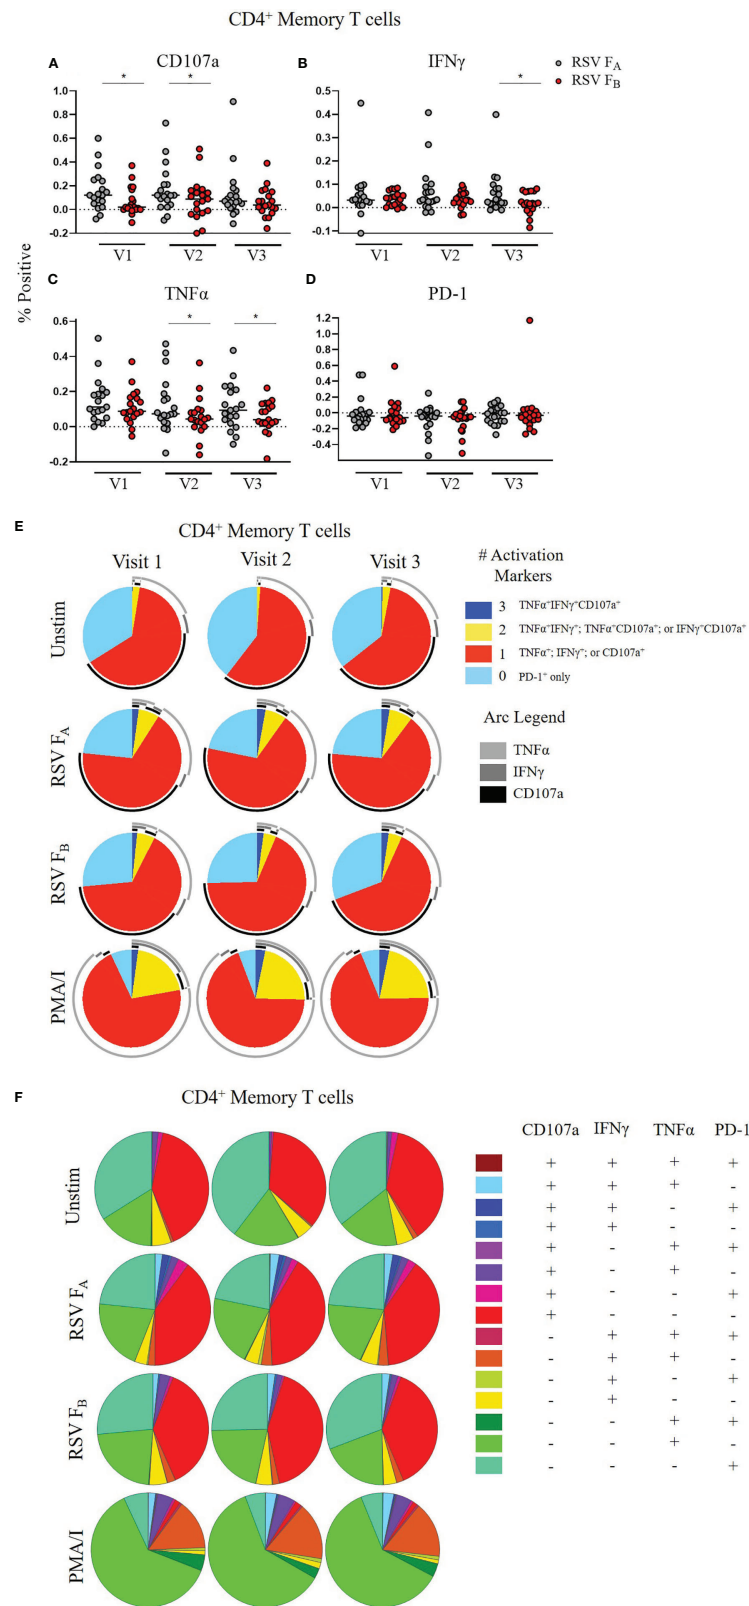 CD4+ Memory T cells
A CD107a
B IFNγ
RSV FA
RSV FB
* *
*
1.0
0.8
0.6
0.4
0.2
0.0
-0.2
V1 V2 V3
0.5
0.4
0.3
0.2
0.1
0.0
-0.1
V1 V2 V3
% Positive
C TNFα
D PD-1
* *
0.6
0.4
0.2
0.0
-0.2
V1 V2 V3
1.2
1.0
0.8
0.6
0.4
0.2
0.0
-0.2
-0.4
V1 V2 V3
E CD4+ Memory T cells
Visit 1 Visit 2 Visit 3
Unstim
RSV FA
RSV FB
PMA/I
# Activation
Markers
3 TNFα+IFNγ+CD107a+
2 TNFα+IFNγ+; TNFα+CD107a+; or IFNγ+CD107a+
1 TNFα+; IFNγ+; or CD107a+
0 PD-1+ only
Arc Legend
TNFα
IFNγ
CD107a
F CD4+ Memory T cells
Unstim
RSV FA
RSV FB
PMA/I
CD107a IFNγ TNFα PD-1
+ + + +
+ + + -
+ + - +
+ + - -
+ - + +
+ - + -
+ - - +
+ - - -
- + + +
- + + -
- + - +
- + - -
- - + +
- - + -
- - - +